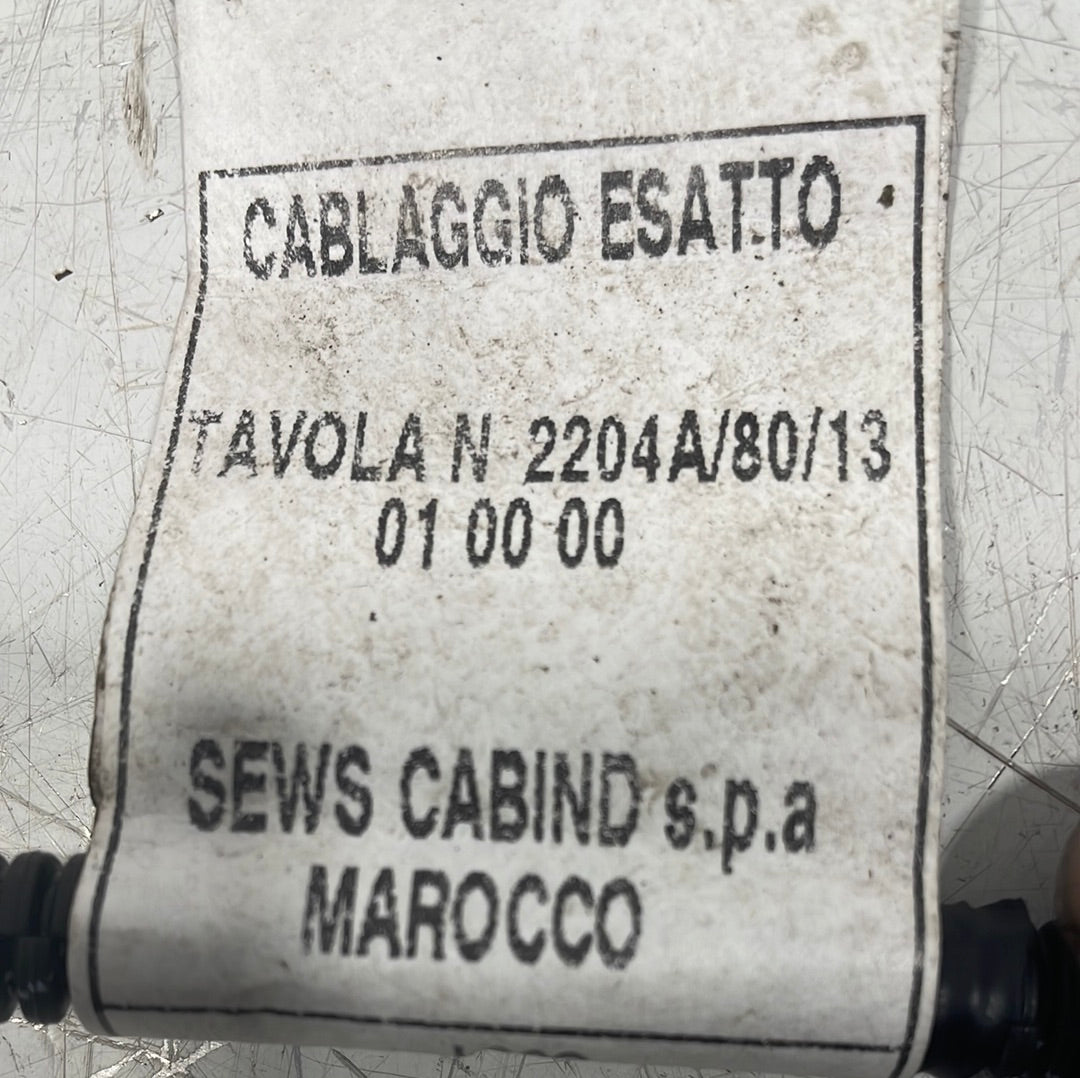 CABLAGGIO ESATTO
TAVOLA N 2204A/80/13
01 00 00
SEWS CABIND s.p.a
MAROCCO